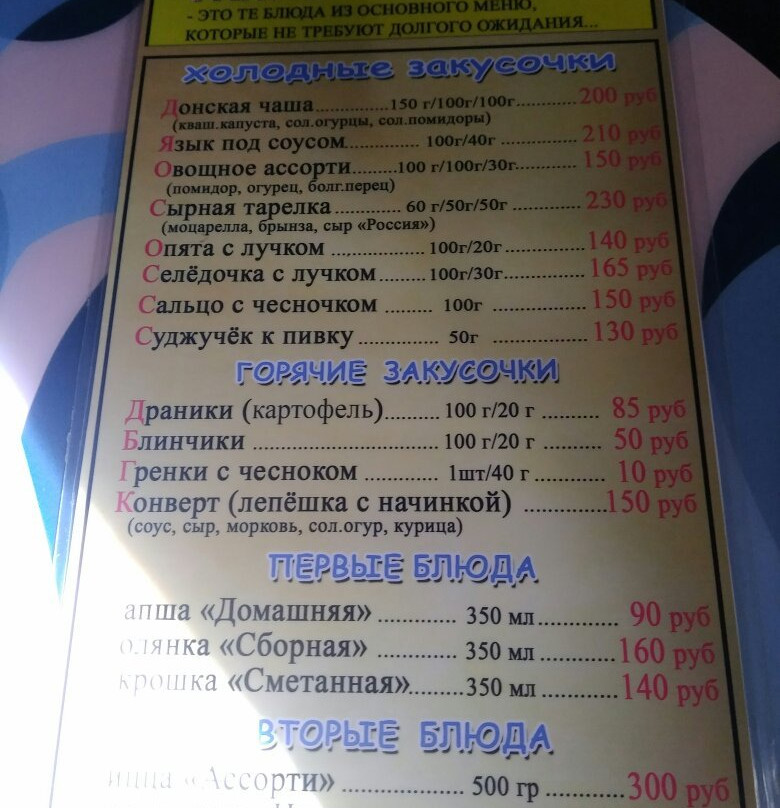 - ЭТО ТЕ БЛЮДА ИЗ ОСНОВНОГО МЕНЮ,
КОТОРЫЕ НЕ ТРЕБУЮТ ДОЛГОГО ОЖИДАНИЯ...
холодные закусочки
Донская чаша..............150 г/100г/100г............200 руб
(кваш.капуста, сол.огурцы, сол.помидоры)
Язык под соусом.............. 100г/40г ................ 210 руб
Овощное ассорти.........100 г/100г/30г............ 150 руб
(помидор, огурец, болг.перец)
Сырная тарелка ............. 60 г/50г/50г ................. 230 руб
(моцарелла, брынза, сыр «Россия»)
Опята с лучком ................. 100г/20г ..................... 140 руб
Селёдочка с лучком...........100г/30г.................... 165 руб
Сальцо с чесночком .......... 100г ...................... 150 руб
Суджучёк к пивку ............... 50г ...................... 130 руб
ГОРЯЧИЕ ЗАКУСОЧКИ
Драники (картофель).......... 100 г/20 г ........... 85 руб
Блинчики ................................. 100 г/20 г ........... 50 руб
Гренки с чесноком ............. 1шт/40 г ............. 10 руб
Конверт (лепёшка с начинкой) ...............150 руб
(соус, сыр, морковь, сол.огур, курица)
ПЕРВЫЕ БЛЮДА
апша «Домашняя» .............. 350 мл ................ 90 руб
олянка «Сборная» .............. 350 мл ..............160 руб
крошка «Сметанная».........350 мл ..............140 руб
ВТОРЫЕ БЛЮДА
«Ассорти» ..................... 500 гр ...............300 руб